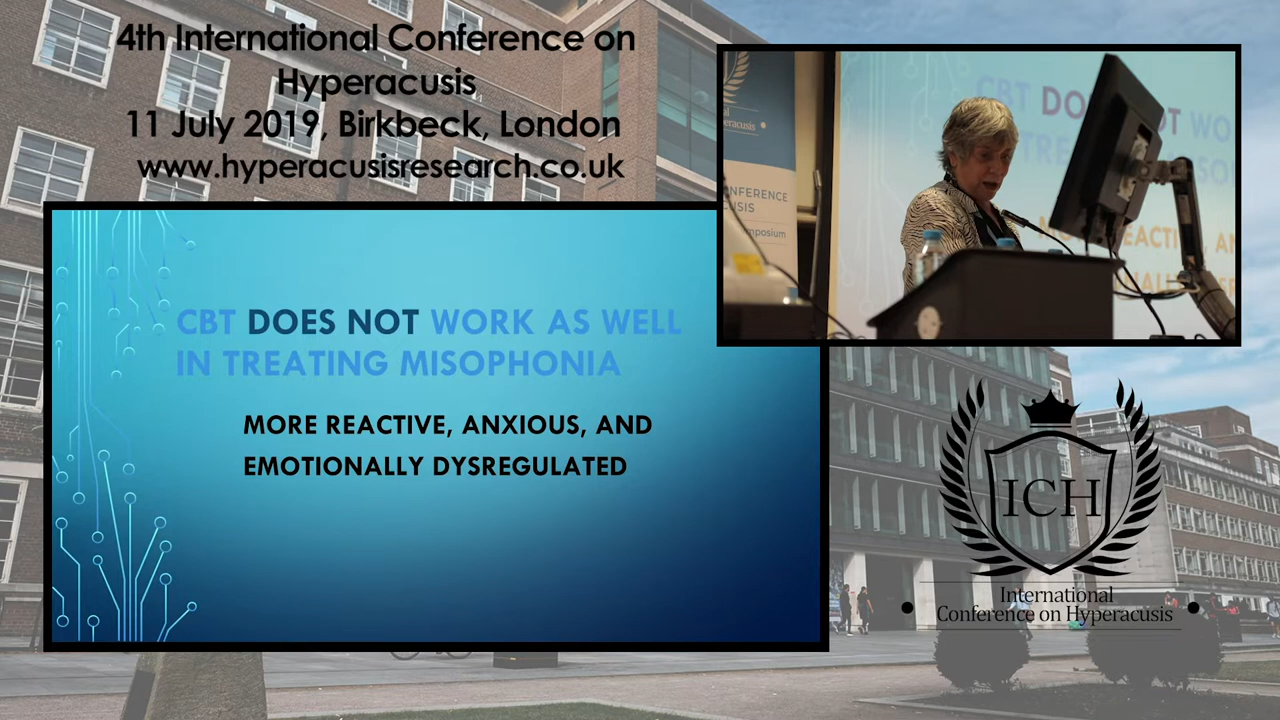 4th International Conference on
Hyperacusis
11 July 2019, Birkbeck, London
www.hyperacusisresearch.co.uk
CBT DOES NOT WORK AS WELL
IN TREATING MISOPHONIA
MORE REACTIVE, ANXIOUS, AND
EMOTIONALLY DYSREGULATED
ICH
International
Conference on Hyperacusis